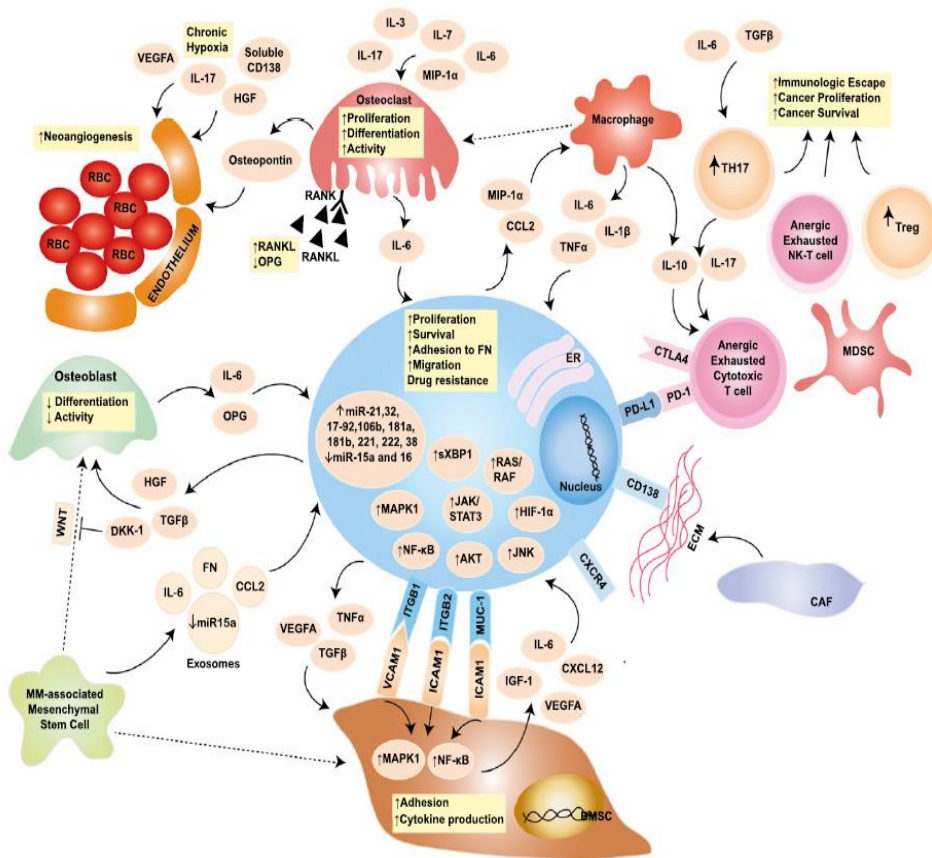 Chronic
Hypoxia
VEGFA
IL-17
Soluble
CD138
HGF
↑Neoangiogenesis
RBC
RBC
RBC
RBC
RBC
ENDOTHELIUM
IL-3
IL-7
IL-17
IL-6
MIP-1α
Osteoclast
↑Proliferation
↑Differentiation
↑Activity
Osteopontin
RANK
RANKL
↑RANKL
↓OPG
IL-6
Macrophage
MIP-1α
CCL2
IL-6
IL-1β
TNFα
IL-6
TGFβ
↑TH17
IL-10
IL-17
↑Immunologic Escape
↑Cancer Proliferation
↑Cancer Survival
Anergic
Exhausted
NK-T cell
↑
Treg
MDSC
Anergic
Exhausted
Cytotoxic
T cell
CTLA4
PD-1
PD-L1
↑Proliferation
↑Survival
↑Adhesion to FN
↑Migration
Drug resistance
ER
Nucleus
↑miR-21,32,
17-92,106b, 181a,
181b, 221, 222, 38
↓miR-15a and 16
↑sXBP1
↑RAS/
RAF
↑MAPK1
↑JAK/
STAT3
↑HIF-1α
↑NF-κB
↑AKT
↑JNK
CD138
CXCR4
ECM
CAF
Osteoblast
↓ Differentiation
↓ Activity
IL-6
OPG
HGF
TGFβ
DKK-1
WNT
FN
IL-6
CCL2
↓miR15a
Exosomes
MM-associated
Mesenchymal
Stem Cell
TNFα
VEGFA
TGFβ
ITGB1
ITGB2
MUC-1
VCAM1
ICAM1
ICAM1
IL-6
CXCL12
IGF-1
VEGFA
↑MAPK1
↑NF-κB
↑Adhesion
↑Cytokine production
BMSC